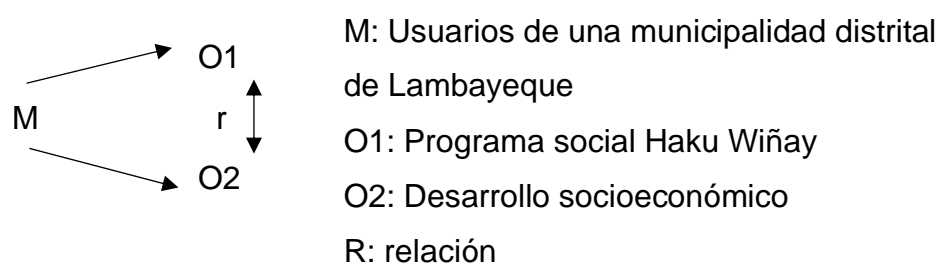 O1
M
r
O2
M: Usuarios de una municipalidad distrital
de Lambayeque
O1: Programa social Haku Wiñay
O2: Desarrollo socioeconómico
R: relación